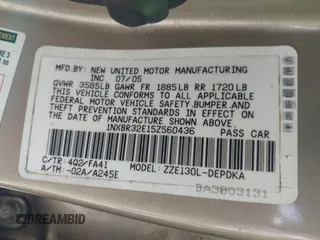 MFD. BY: NEW UNITED MOTOR MANUFACTURING
INC. 07/05
GVWR 3585LB GAWR FR 1885LB RR 1720LB
THIS VEHICLE CONFORMS TO ALL APPLICABLE
FEDERAL MOTOR VEHICLE SAFETY, BUMPER, AND
THEFT PREVENTION STANDARDS IN EFFECT ON
THE DATE OF MANUFACTURE SHOWN ABOVE.
1NXBR32E15Z560436 PASS. CAR
C/TR: 4Q2/FA41 MODEL: ZZE130L-DEPDKA
A/TM: -02A/A245E
BA3803131
© DREAMBID